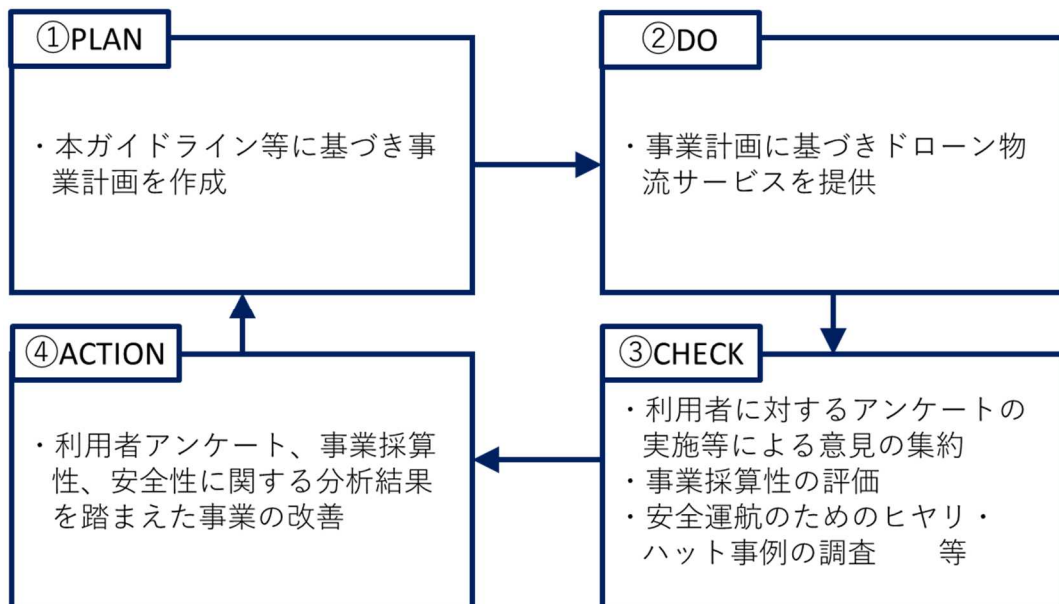 ①PLAN
・本ガイドライン等に基づき事
業計画を作成
②DO
・事業計画に基づきドローン物
流サービスを提供
③CHECK
・利用者に対するアンケートの
実施等による意見の集約
・事業採算性の評価
・安全運航のためのヒヤリ・
ハット事例の調査　　等
④ACTION
・利用者アンケート、事業採算
性、安全性に関する分析結果
を踏まえた事業の改善